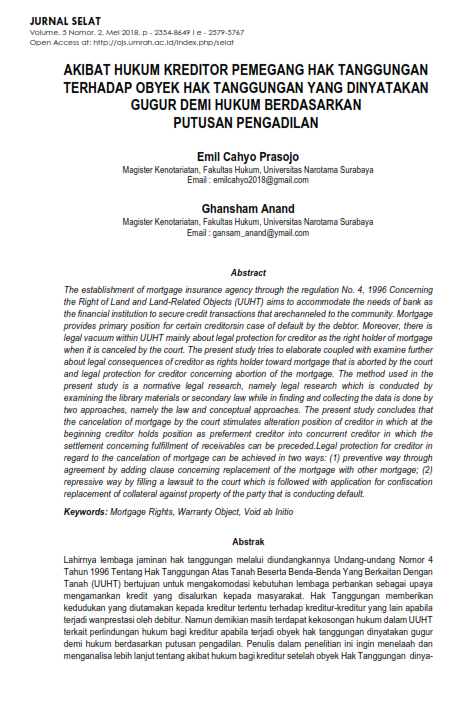 JURNAL SELAT
Volume. 5 Nomor. 2, Mei 2018. p - 2354-8649 I e - 2579-5767
Open Access at: http://ojs.umrah.ac.id/index.php/selat
AKIBAT HUKUM KREDITOR PEMEGANG HAK TANGGUNGAN
TERHADAP OBYEK HAK TANGGUNGAN YANG DINYATAKAN
GUGUR DEMI HUKUM BERDASARKAN
PUTUSAN PENGADILAN
Emil Cahyo Prasojo
Magister Kenotariatan, Fakultas Hukum, Universitas Narotama Surabaya
Email : emilcahyo2018@gmail.com
Ghansham Anand
Magister Kenotariatan, Fakultas Hukum, Universitas Narotama Surabaya
Email : gansam_anand@ymail.com
Abstract
The establishment of mortgage insurance agency through the regulation No. 4, 1996 Concerning
the Right of Land and Land-Related Objects (UUHT) aims to accommodate the needs of bank as
the financial institution to secure credit transactions that arechanneled to the community. Mortgage
provides primary position for certain creditorsin case of default by the debtor. Moreover, there is
legal vacuum within UUHT mainly about legal protection for creditor as the right holder of mortgage
when it is canceled by the court. The present study tries to elaborate coupled with examine further
about legal consequences of creditor as rights holder toward mortgage that is aborted by the court
and legal protection for creditor concerning abortion of the mortgage. The method used in the
present study is a normative legal research, namely legal research which is conducted by
examining the library materials or secondary law while in finding and collecting the data is done by
two approaches, namely the law and conceptual approaches. The present study concludes that
the cancelation of mortgage by the court stimulates alteration position of creditor in which at the
beginning creditor holds position as preferment creditor into concurrent creditor in which the
settlement concerning fulfillment of receivables can be preceded.Legal protection for creditor in
regard to the cancelation of mortgage can be achieved in two ways: (1) preventive way through
agreement by adding clause concerning replacement of the mortgage with other mortgage; (2)
repressive way by filling a lawsuit to the court which is followed with application for confiscation
replacement of collateral against property of the party that is conducting default.
Keywords: Mortgage Rights, Warranty Object, Void ab Initio
Abstrak
Lahirnya lembaga jaminan hak tanggungan melalui diundangkannya Undang-undang Nomor 4
Tahun 1996 Tentang Hak Tanggungan Atas Tanah Beserta Benda-Benda Yang Berkaitan Dengan
Tanah (UUHT) bertujuan untuk mengakomodasi kebutuhan lembaga perbankan sebagai upaya
mengamankan kredit yang disalurkan kepada masyarakat. Hak Tanggungan memberikan
kedudukan yang diutamakan kepada kreditur tertentu terhadap kreditur-kreditur yang lain apabila
terjadi wanprestasi oleh debitur. Namun demikian masih terdapat kekosongan hukum dalam UUHT
terkait perlindungan hukum bagi kreditur apabila terjadi obyek hak tanggungan dinyatakan gugur
demi hukum berdasarkan putusan pengadilan. Penulis dalam penelitian ini ingin menelaah dan
menganalisa lebih lanjut tentang akibat hukum bagi kreditur setelah obyek Hak Tanggungan dinya-